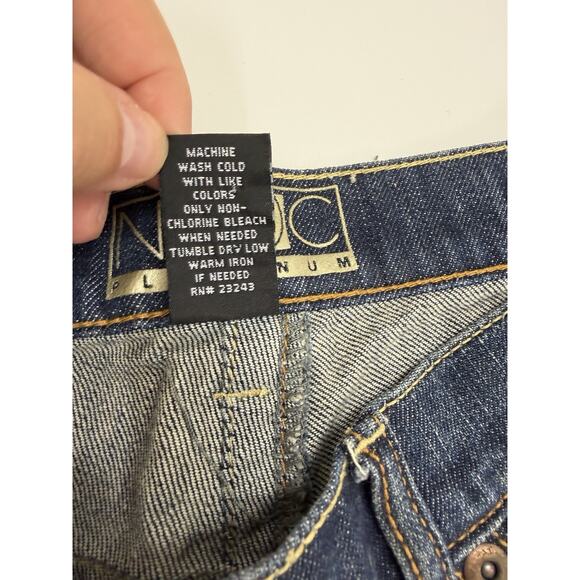 MACHINE
WASH COLD
WITH LIKE
COLORS
ONLY NON-
CHLORINE BLEACH
WHEN NEEDED
TUMBLE DRY LOW
WARM IRON
IF NEEDED
RN# 23243